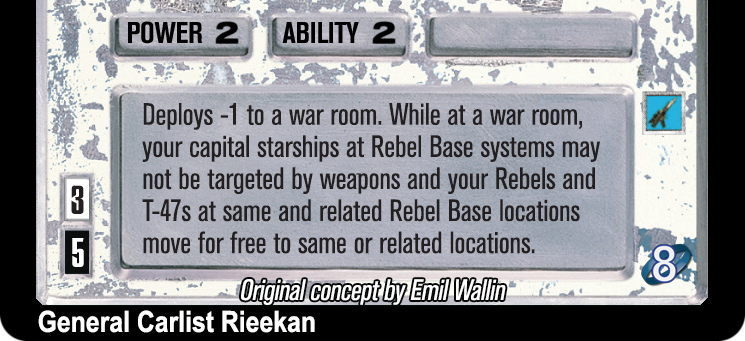 POWER 2 ABILITY 2
Deploys -1 to a war room. While at a war room,
your capital starships at Rebel Base systems may
not be targeted by weapons and your Rebels and
T-47s at same and related Rebel Base locations
move for free to same or related locations.
3
5
8
Original concept by Emil Wallin
General Carlist Rieekan